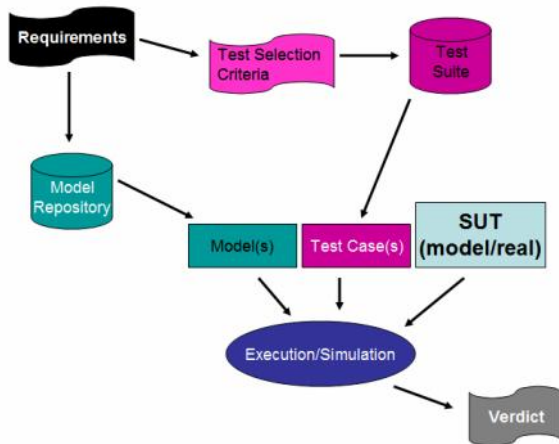 Requirements
Test Selection
Criteria
Test
Suite
Model
Repository
Model(s)
Test Case(s)
SUT
(model/real)
Execution/Simulation
Verdict